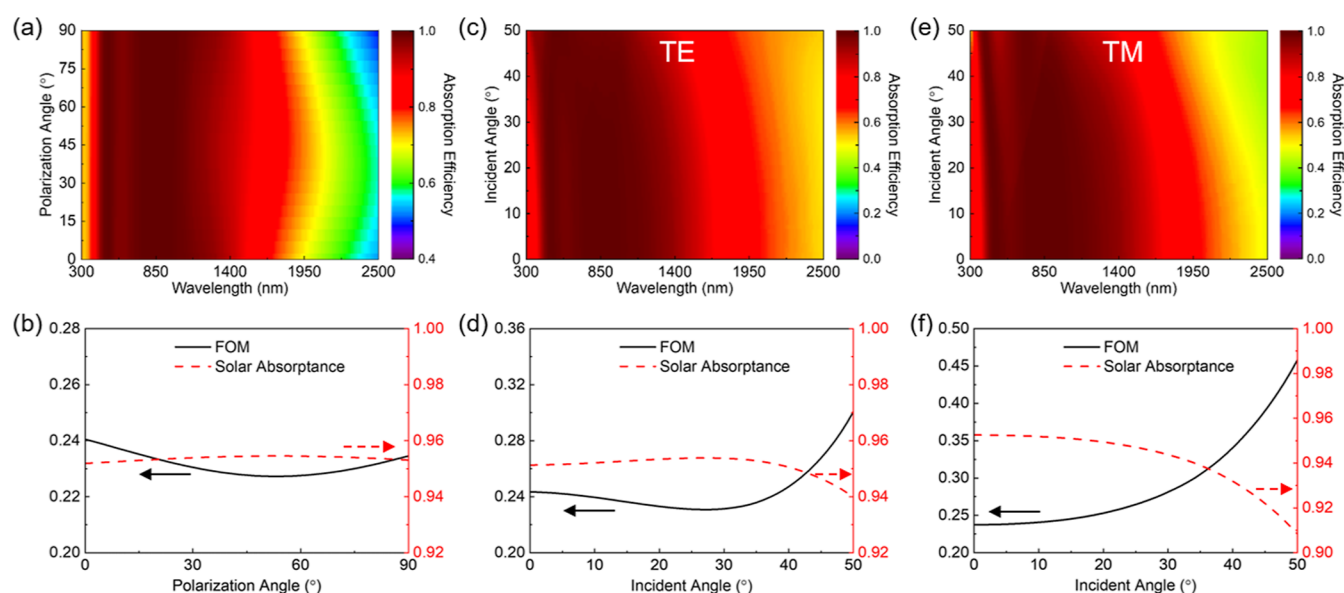 (a)
Polarization Angle (°)
90
75
60
45
30
15
0
300 850 1400 1950 2500
Wavelength (nm)
1.0
0.8
0.6
0.4
Absorption Efficiency
(c)
TE
Incident Angle (°)
50
40
30
20
10
0
300 850 1400 1950 2500
Wavelength (nm)
1.0
0.8
0.6
0.4
0.2
0.0
Absorption Efficiency
(e)
TM
Incident Angle (°)
50
40
30
20
10
0
300 850 1400 1950 2500
Wavelength (nm)
1.0
0.8
0.6
0.4
0.2
0.0
Absorption Efficiency
(b)
0.28
0.26
0.24
0.22
0.20
FOM
Solar Absorptance
1.00
0.98
0.96
0.94
0.92
0 30 60 90
Polarization Angle (°)
(d)
0.36
0.32
0.28
0.24
0.20
FOM
Solar Absorptance
1.00
0.98
0.96
0.94
0.92
0 10 20 30 40 50
Incident Angle (°)
(f)
0.50
0.45
0.40
0.35
0.30
0.25
0.20
FOM
Solar Absorptance
1.00
0.98
0.96
0.94
0.92
0.90
0 10 20 30 40 50
Incident Angle (°)